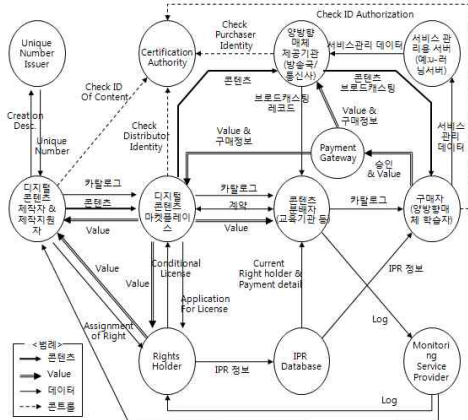 Check ID Authorization
Check
Purchaser
Identity
Unique
Number
Issuer
Certification
Authority
양방향
매체
제공기관
(방송국/
통신사)
서비스관리 데이터
서비스 관
리용 서버
(예:u-러
닝서버)
Check ID
Of Content
콘텐츠
브로드캐스팅
레코드
콘텐츠
브로드캐스팅
Value &
구매정보
Creation
Desc.
Unique
Number
Check
Distributor
Identity
Value &
구매정보
Payment
Gateway
서비스
관리
데이터
승인
& Value
디지털
콘텐츠
제작자 &
제작지원
자
카탈로그
콘텐츠
Value
디지털
콘텐츠
마켓플레이
스
카탈로그
계약
Value
콘텐츠
분배자
(교육기관 등)
카탈로그
구매자
(양방향매
체 학습자)
Value
Value
Conditional
License
Application
For License
Current
Right holder &
Payment detail
IPR 정보
Assignment
of Right
Log
<범례>
콘텐츠
Value
데이터
콘트롤
Rights
Holder
IPR 정보
IPR
Database
Monitori
ng
Service
Provider
Log